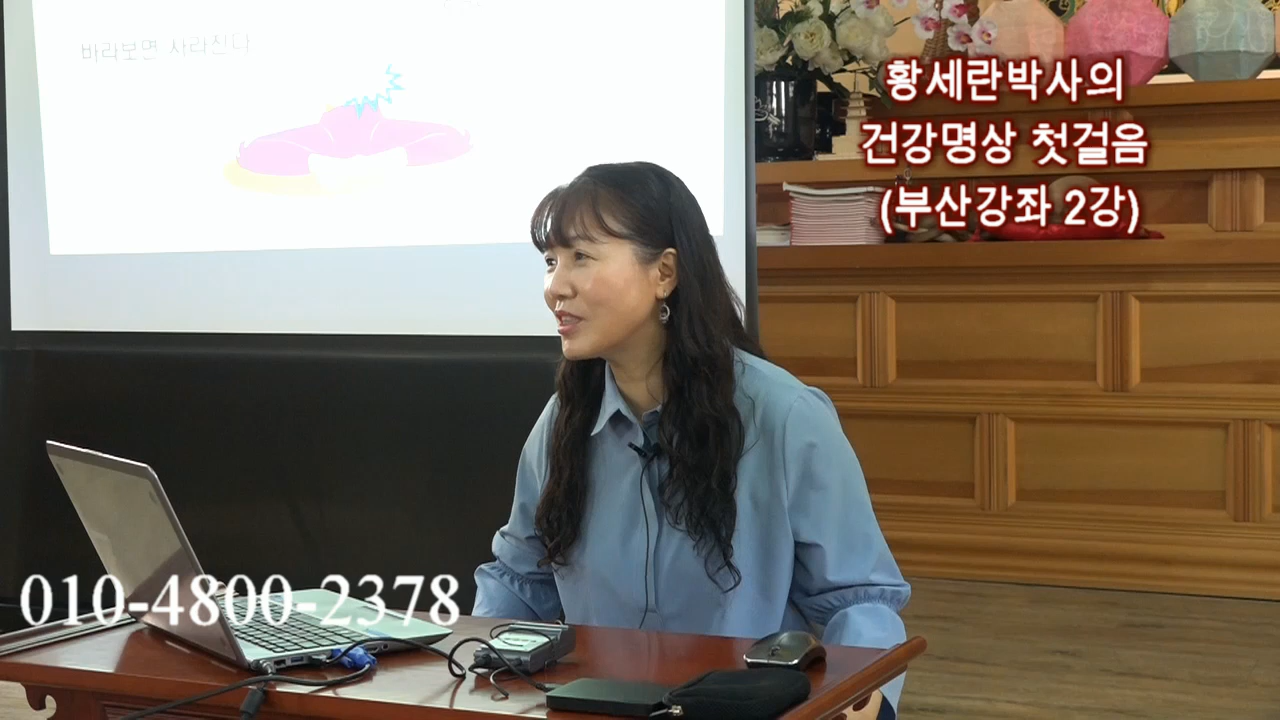 바라보면 사라진다
황세란박사의
건강명상 첫걸음
(부산강좌 2강)
010-4800-2378